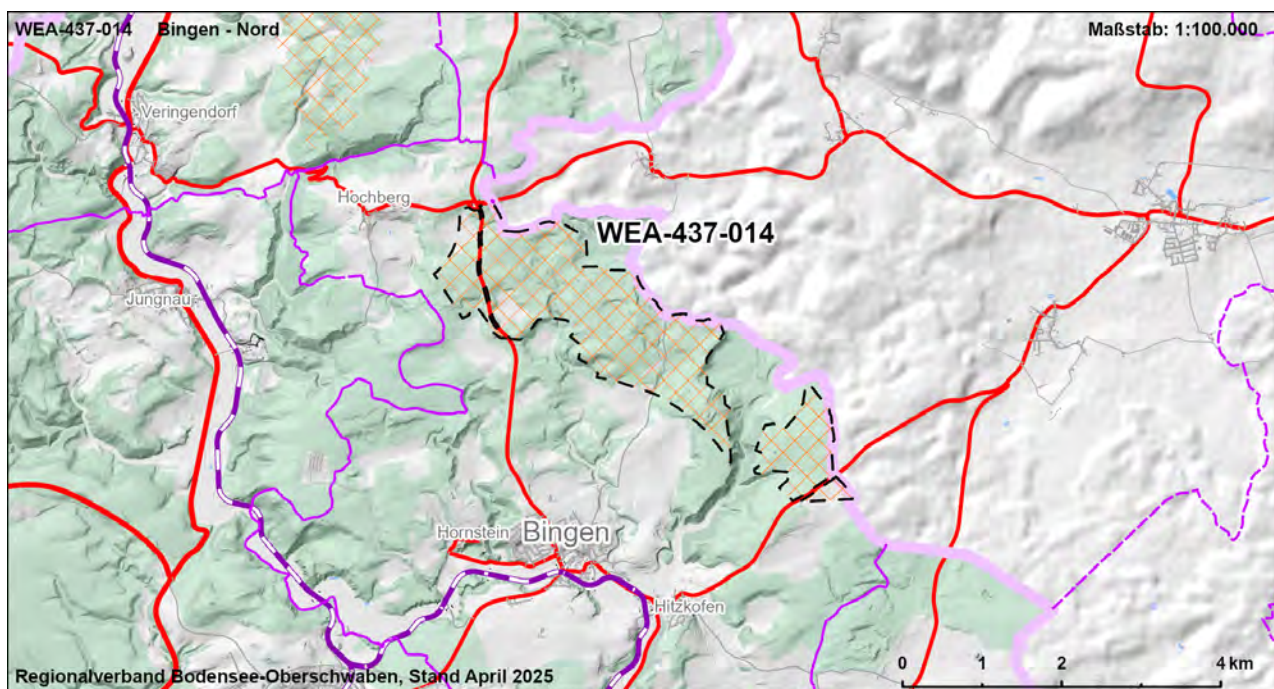 WEA-437-014 Bingen - Nord
Maßstab: 1:100.000
Veringendorf
Hochberg
WEA-437-014
Jungnau
Hornstein
Bingen
Hitzkofen
0 1 2 4 km
Regionalverband Bodensee-Oberschwaben, Stand April 2025